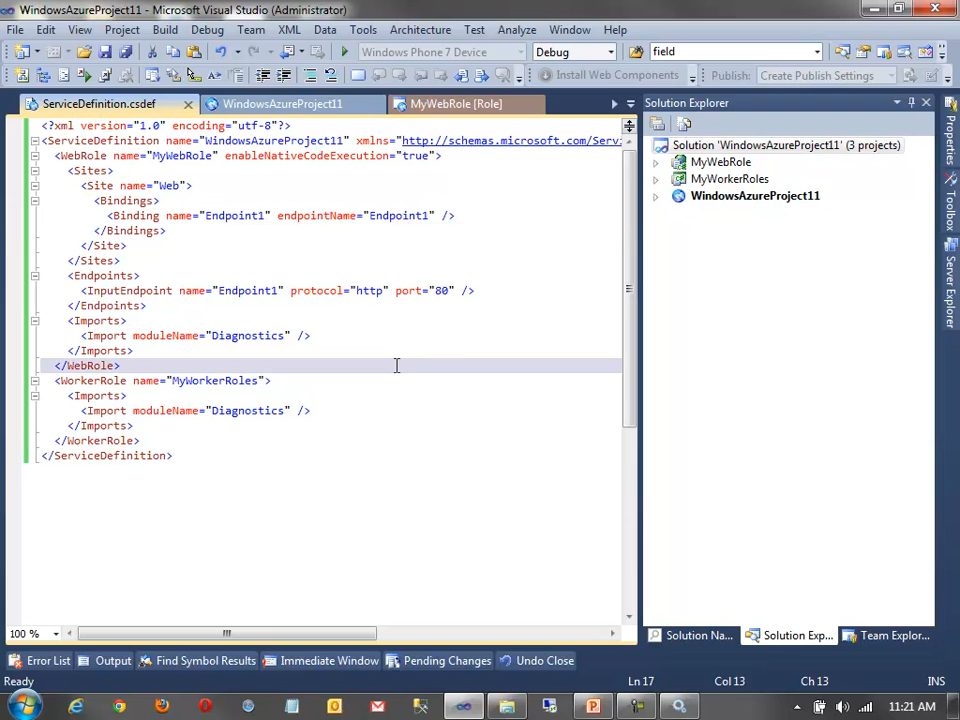 WindowsAzureProject11 - Microsoft Visual Studio (Administrator)
File Edit View Project Build Debug Team XML Data Tools Architecture Test Analyze Window Help
Windows Phone 7 Device Debug field
Install Web Components Publish: Create Publish Settings
ServiceDefinition.csdef WindowsAzureProject11 MyWebRole [Role]
<?xml version="1.0" encoding="utf-8"?>
<ServiceDefinition name="WindowsAzureProject11" xmlns="http://schemas.microsoft.com/Servi
<WebRole name="MyWebRole" enableNativeCodeExecution="true">
<Sites>
<Site name="Web">
<Bindings>
<Binding name="Endpoint1" endpointName="Endpoint1" />
</Bindings>
</Site>
</Sites>
<Endpoints>
<InputEndpoint name="Endpoint1" protocol="http" port="80" />
</Endpoints>
<Imports>
<Import moduleName="Diagnostics" />
</Imports>
</WebRole>
<WorkerRole name="MyWorkerRoles">
<Imports>
<Import moduleName="Diagnostics" />
</Imports>
</WorkerRole>
</ServiceDefinition>
100 %
Solution Explorer
Solution 'WindowsAzureProject11' (3 projects)
MyWebRole
MyWorkerRoles
WindowsAzureProject11
Solution Na... Solution Exp... Team Explor...
Properties
Toolbox
Server Explorer
Error List Output Find Symbol Results Immediate Window Pending Changes Undo Close
Ready Ln 17 Col 13 Ch 13 INS
11:21 AM